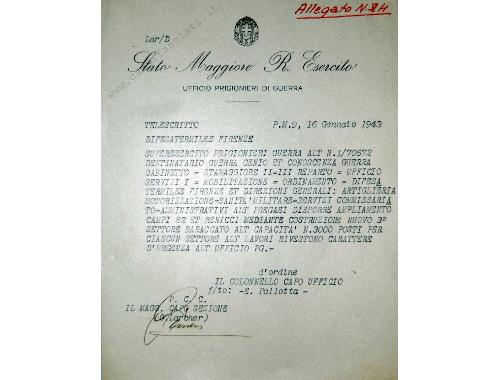 Allegato N.24
Lar/D
Stato Maggiore R. Esercito
UFFICIO PRIGIONIERI DI GUERRA
TELESCRITTO P.M.9, 16 Gennaio 1943
DIFESATERMILES FIRENZE
SUPERESERCITO PRIGIONIERI GUERRA ALT N.1/70572
DESTINATARIO GUERRA GENIO ET CONOSCENZA GUERRA
GABINETTO = STAMAGGIORE II=III REPARTO = UFFICIO
SERVIZI I = MOBILITAZIONE = ORDINAMENTO = DIFESA
TERMILES FIRENZE ET DIREZIONI GENERALI: ARTIGLIERIA
MOTORIZZAZIONE=SANITA'MILITARE=SERVIZI COMMISSARIA
TO=AMMINISTRATIVI ALT PREGASI DISPORRE AMPLIAMENTO
CAMPI 82 ET RENICCI MEDIANTE COSTRUZIONE NUOVO 3°
SETTORE BARACCATO ALT CAPACITA' N.3000 POSTI PER
CIASCUN SETTORE ALT LAVORI RIVESTONO CARATTERE
D'URGENZA ALT UFFICIO PG.-
d'ordine
IL COLONNELLO CAPO UFFICIO
f/to: -E. Pallotta-
P. C. C.
IL MAGG. CAPO SEZIONE